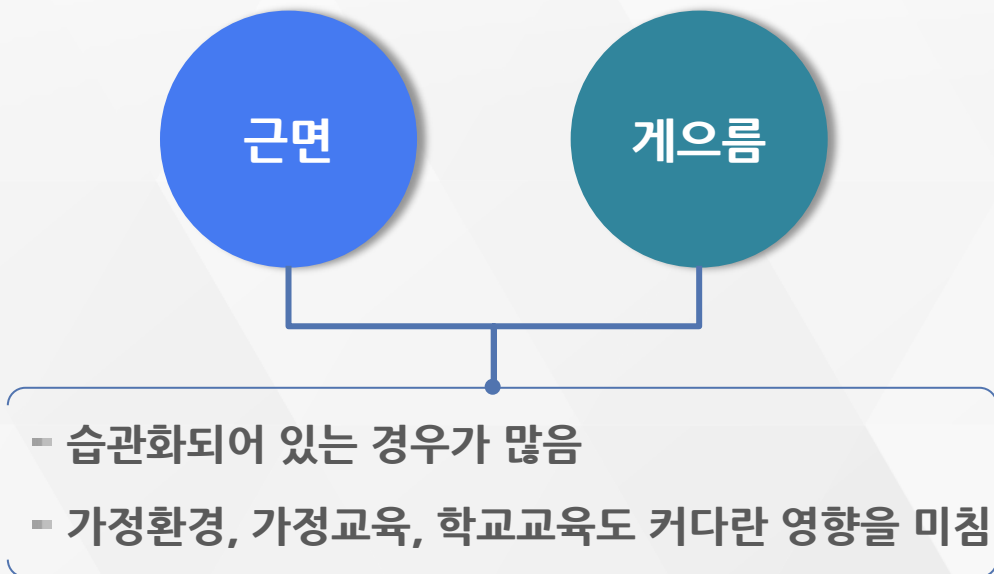 근면
게으름
습관화되어 있는 경우가 많음
가정환경, 가정교육, 학교교육도 커다란 영향을 미침